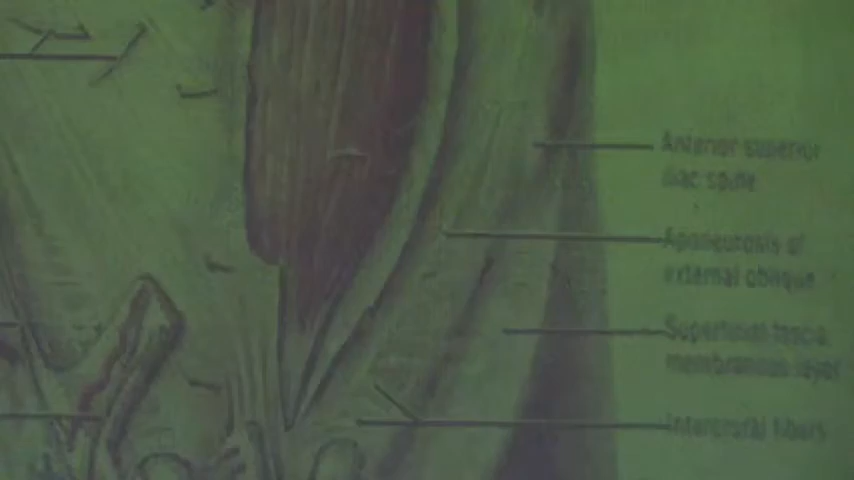 Anterior superior
iliac spine
Aponeurosis of
external oblique
Superficial fascia
membranous layer
Intercrural fibers